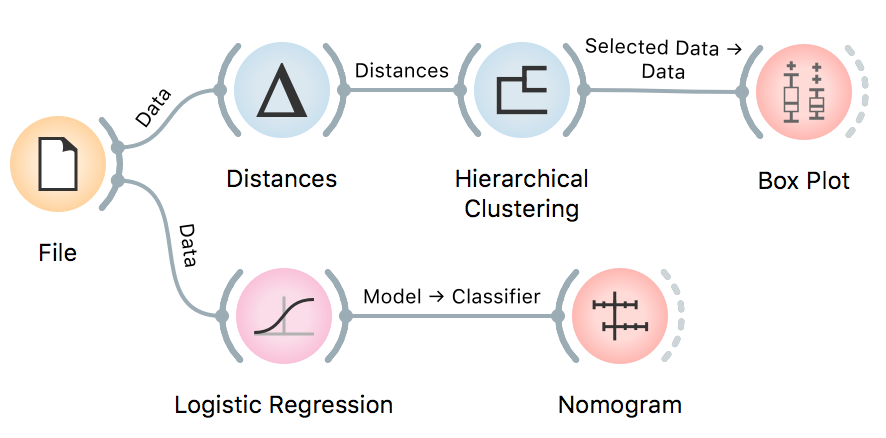 Data
Distances
Selected Data →
Data
Distances
Hierarchical
Clustering
Box Plot
File
Data
Model → Classifier
Logistic Regression
Nomogram